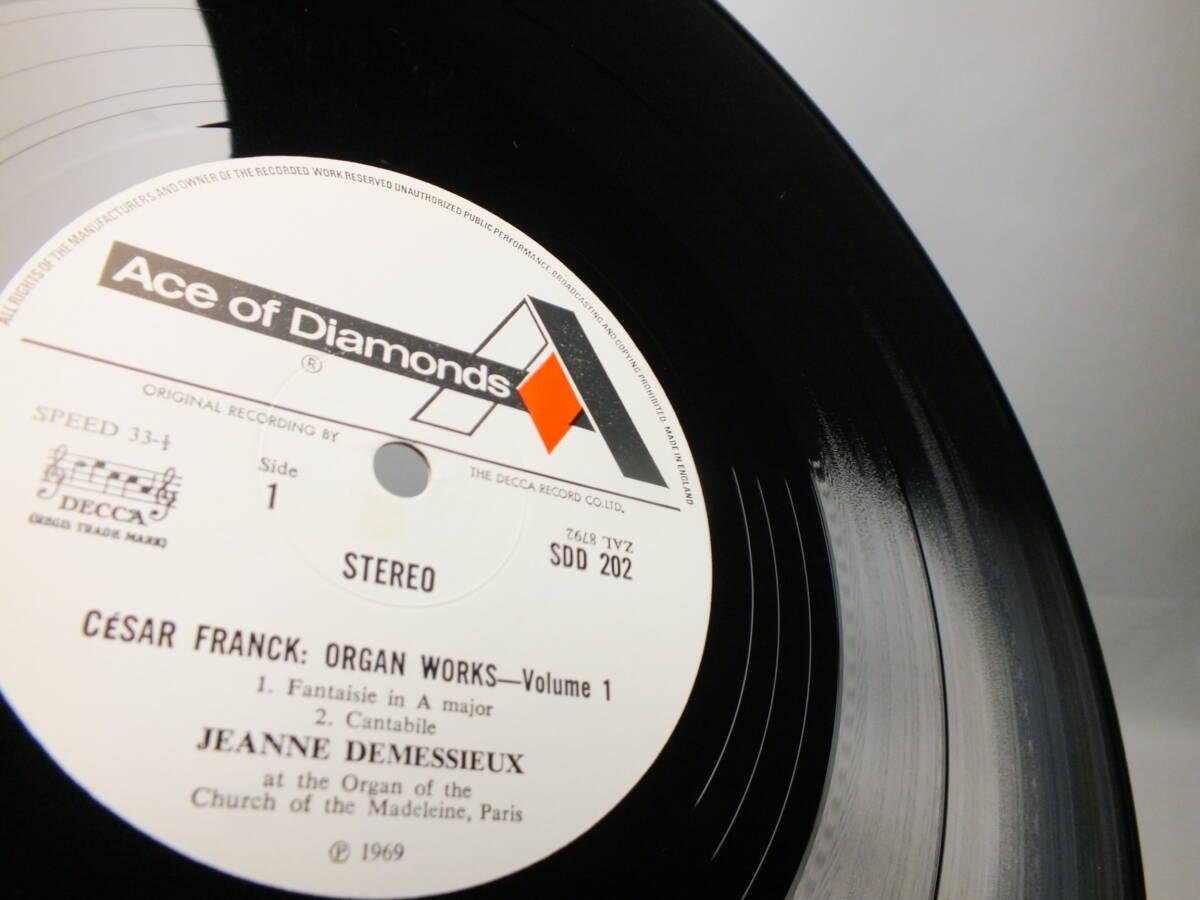 ALL RIGHTS OF THE MANUFACTURERS AND OWNER OF THE RECORDED WORK RESERVED UNAUTHORIZED PUBLIC PERFORMANCE, BROADCASTING AND COPYING PROHIBITED. MADE IN ENGLAND
Ace of Diamonds
®
ORIGINAL RECORDING BY
THE DECCA RECORD CO. LTD.
SPEED 33-⅓
DECCA
(REGD. TRADE MARK)
Side
1
STEREO
ZAL 8792
SDD 202
CÉSAR FRANCK: ORGAN WORKS—Volume 1
1. Fantaisie in A major
2. Cantabile
JEANNE DEMESSIEUX
at the Organ of the
Church of the Madeleine, Paris
℗ 1969